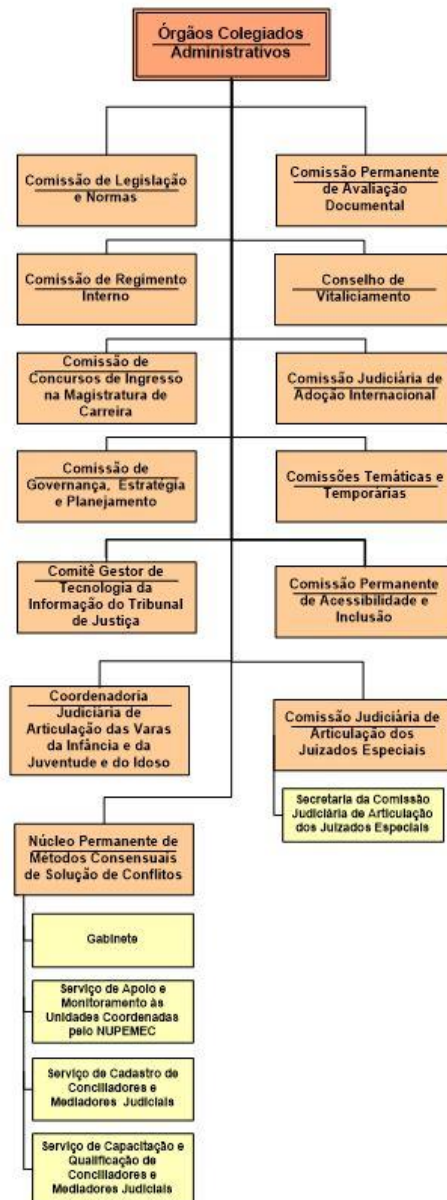 Órgãos Colegiados
Administrativos
Comissão de Legislação
e Normas
Comissão Permanente
de Avaliação
Documental
Comissão de Regimento
Interno
Conselho de
Vitaliciamento
Comissão de
Concursos de Ingresso
na Magistratura de
Carreira
Comissão Judiciária de
Adoção Internacional
Comissão de
Governança, Estratégia
e Planejamento
Comissões Temáticas e
Temporárias
Comitê Gestor de
Tecnologia da
Informação do Tribunal
de Justiça
Comissão Permanente
de Acessibilidade e
Inclusão
Coordenadoria
Judiciária de
Articulação das Varas
da Infância e da
Juventude e do Idoso
Comissão Judiciária de
Articulação dos
Juizados Especiais
Secretaria da Comissão
Judiciária de Articulação
dos Juizados Especiais
Núcleo Permanente de
Métodos Consensuais
de Solução de Conflitos
Gabinete
Serviço de Apoio e
Monitoramento às
Unidades Coordenadas
pelo NUPEMEC
Serviço de Cadastro de
Conciliadores e
Mediadores Judiciais
Serviço de Capacitação e
Qualificação de
Conciliadores e
Mediadores Judiciais